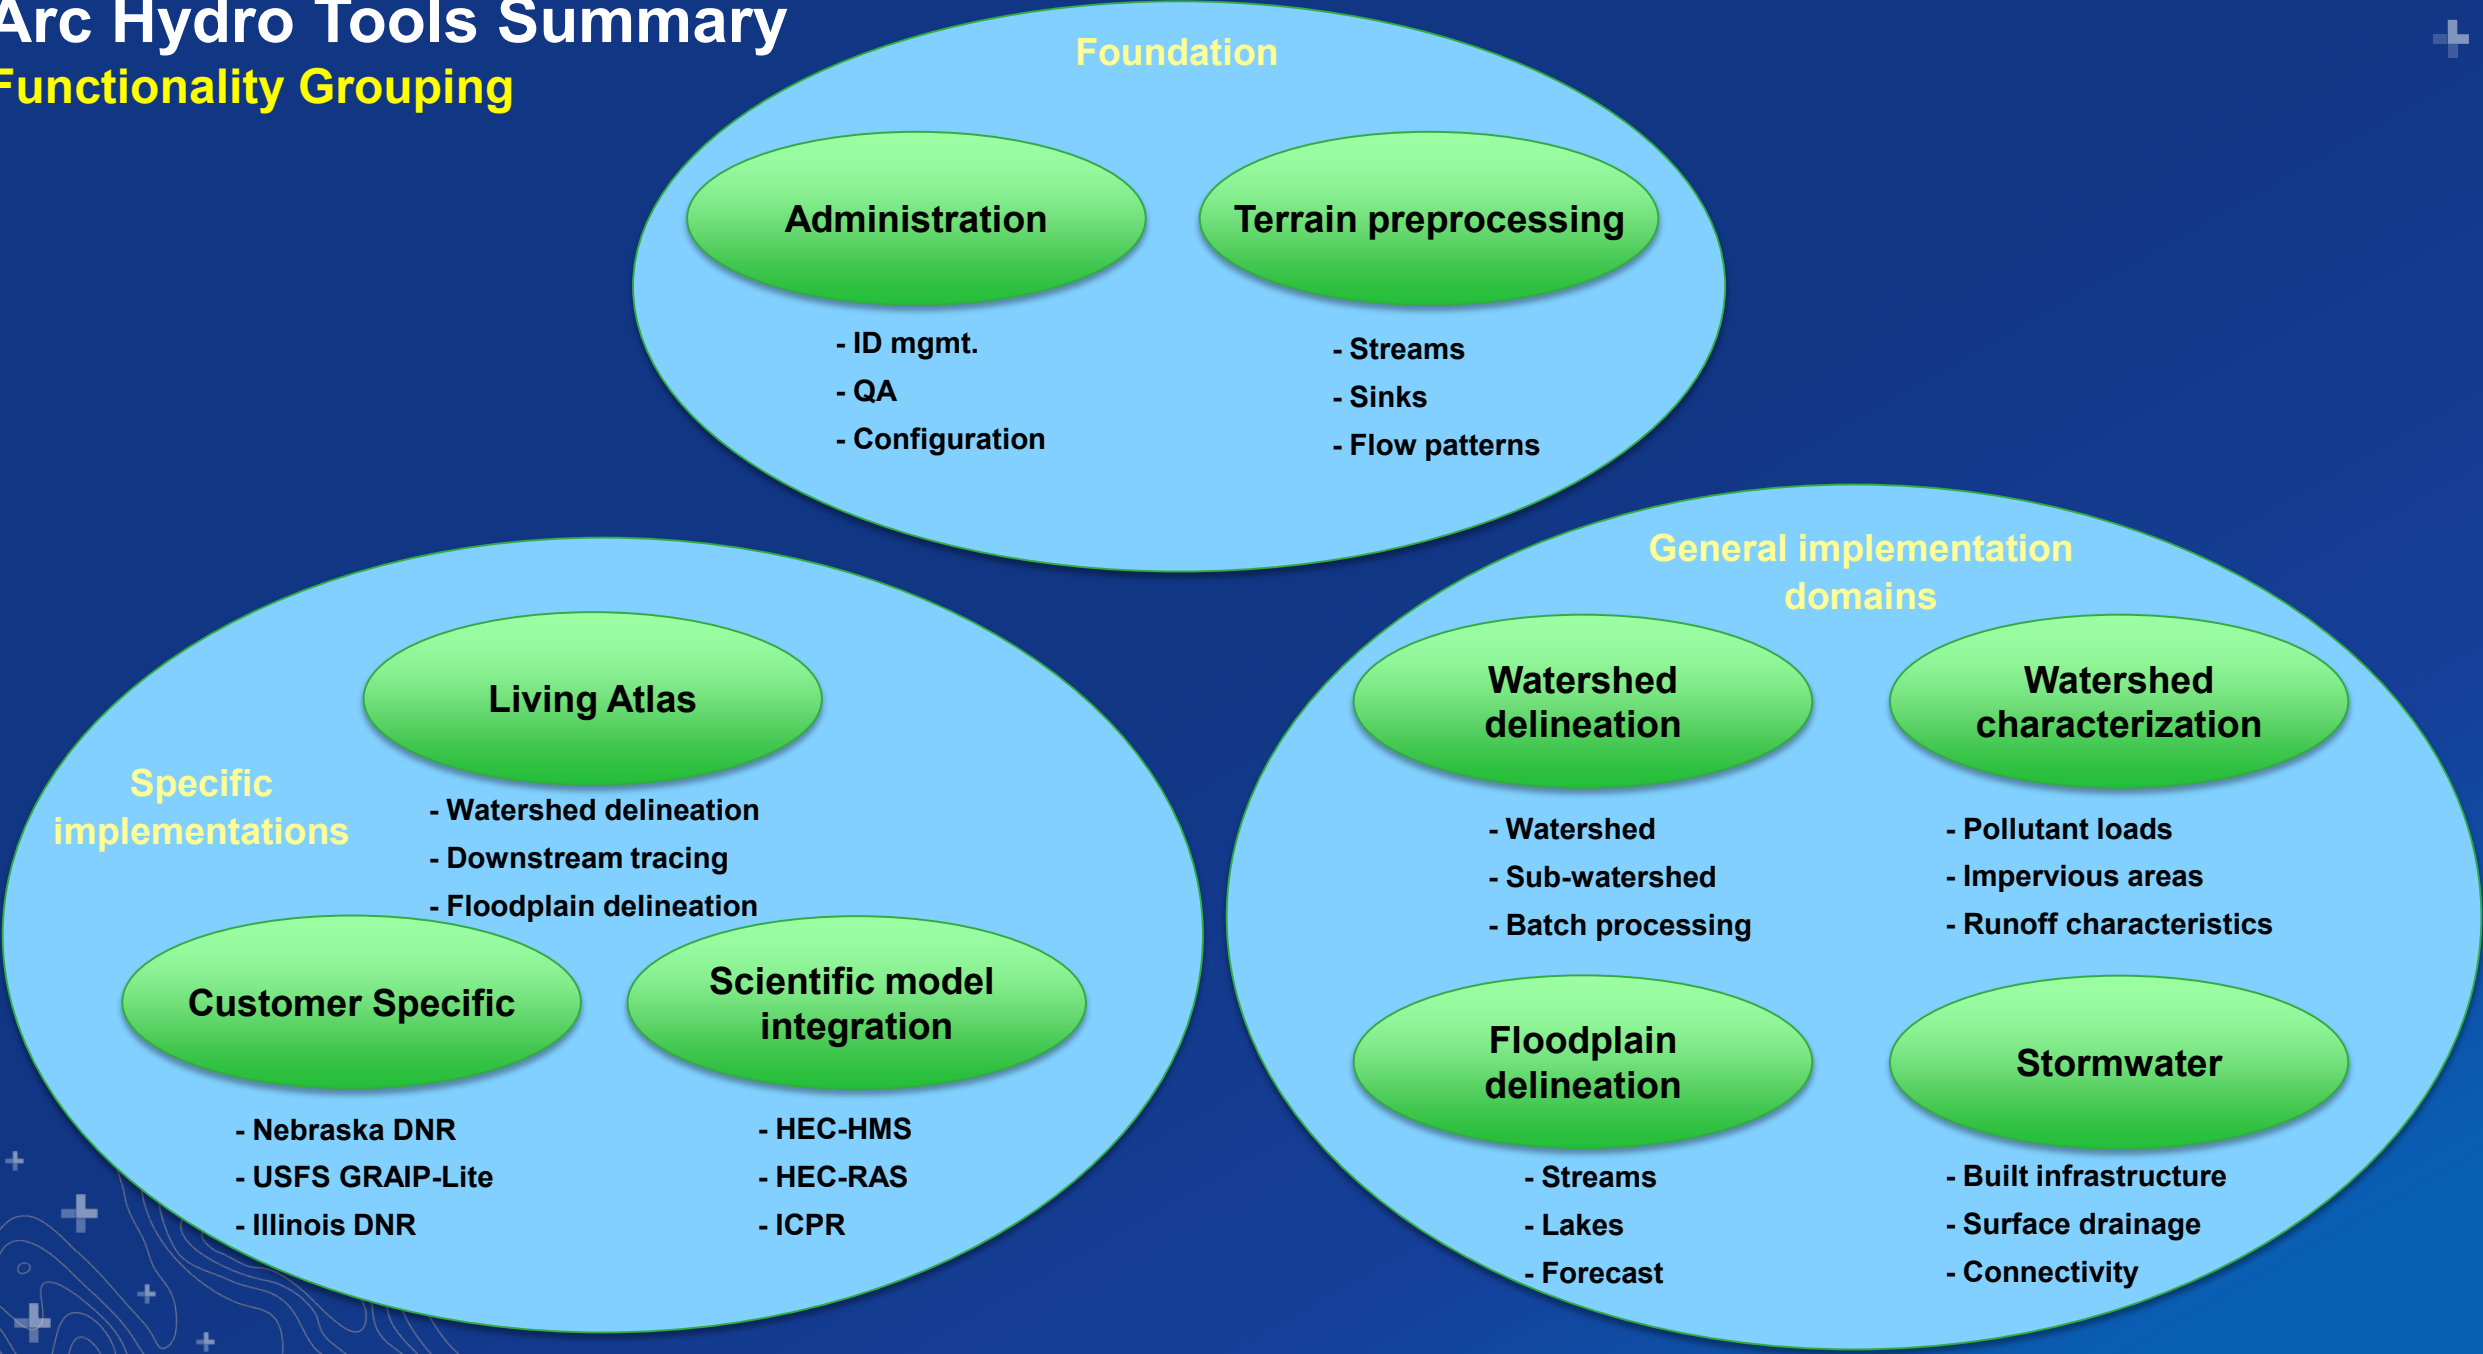 Arc Hydro Tools Summary
Functionality Grouping
Foundation
Administration
- ID mgmt.
- QA
- Configuration
Terrain preprocessing
- Streams
- Sinks
- Flow patterns
Specific
implementations
Living Atlas
- Watershed delineation
- Downstream tracing
- Floodplain delineation
Customer Specific
- Nebraska DNR
- USFS GRAIP-Lite
- Illinois DNR
Scientific model
integration
- HEC-HMS
- HEC-RAS
- ICPR
General implementation
domains
Watershed
delineation
- Watershed
- Sub-watershed
- Batch processing
Watershed
characterization
- Pollutant loads
- Impervious areas
- Runoff characteristics
Floodplain
delineation
- Streams
- Lakes
- Forecast
Stormwater
- Built infrastructure
- Surface drainage
- Connectivity